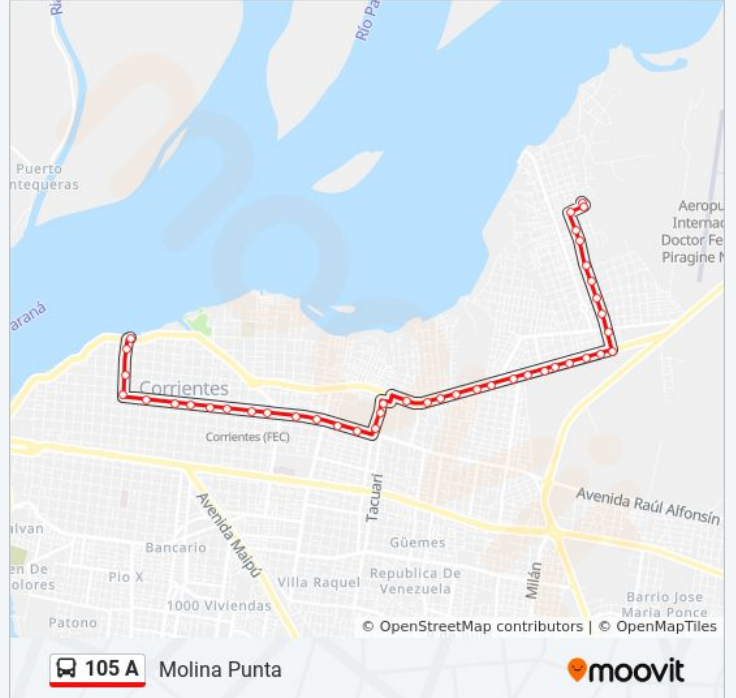 Rí
Río Pa
Puerto
ntequeras
Aeropu
Internac
Doctor Fe
Piragine N
araná
Corrientes
Corrientes (FEC)
Tacuarí
Avenida Raúl Alfonsín
Avenida Maipú
alvan
Bancario
Güemes
en De
olores
Pio X
Villa Raquel
Republica De
Venezuela
Milán
1000 Viviendas
Barrio Jose
Maria Ponce
Patono
© OpenStreetMap contributors | © OpenMapTiles
105 A Molina Punta
moovit